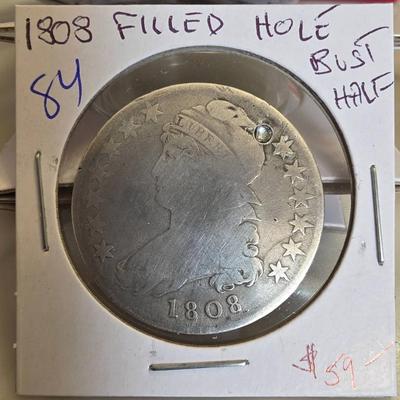 1808 FILLED HOLE
BUST
HALF
84
LIBERTY
1808
$59-